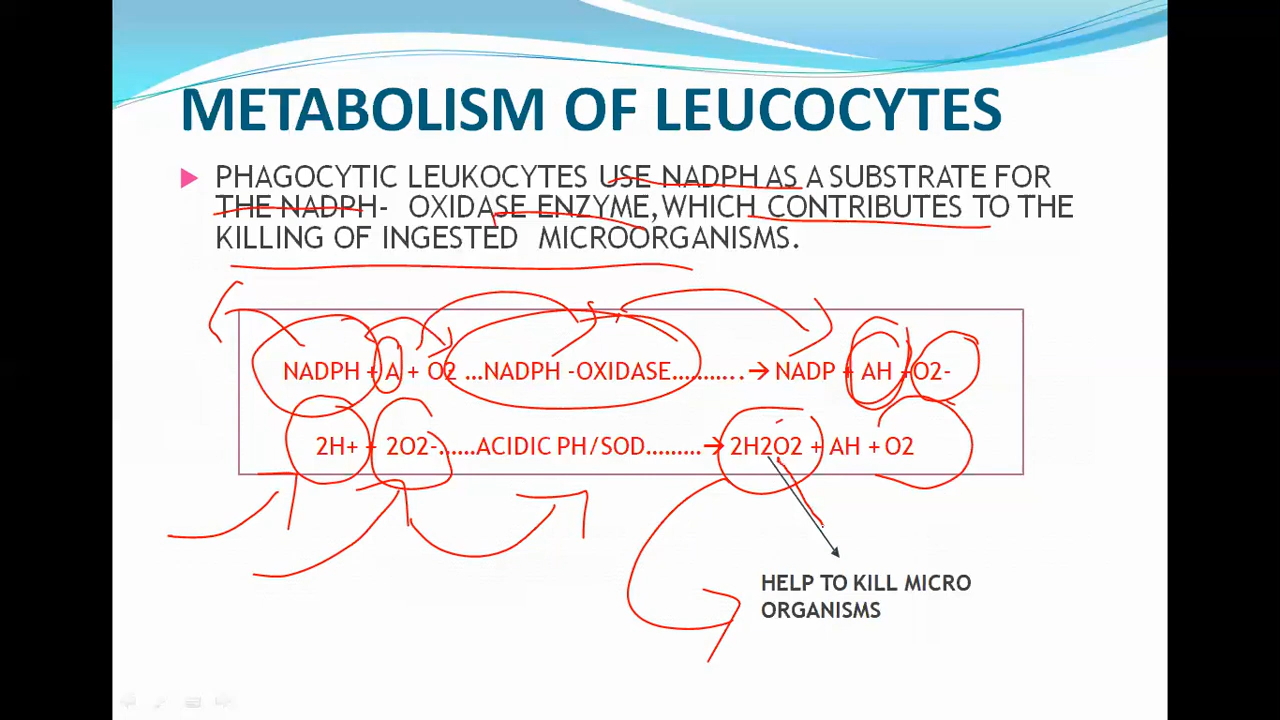 METABOLISM OF LEUCOCYTES
PHAGOCYTIC LEUKOCYTES USE NADPH AS A SUBSTRATE FOR
THE NADPH- OXIDASE ENZYME,WHICH CONTRIBUTES TO THE
KILLING OF INGESTED MICROORGANISMS.
NADPH + A + O2 ...NADPH -OXIDASE...........→ NADP + AH +O2-
2H+ + 2O2-......ACIDIC PH/SOD.........→ 2H2O2 + AH + O2
HELP TO KILL MICRO
ORGANISMS